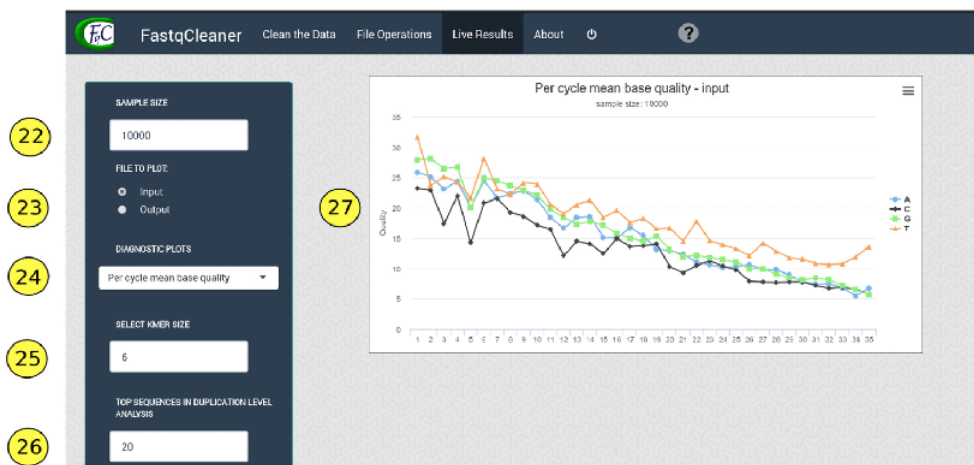 FqC FastqCleaner Clean the Data File Operations Live Results About ?
SAMPLE SIZE
22 10000
FILE TO PLOT:
23 Input
Output
DIAGNOSTIC PLOTS
24 Per cycle mean base quality
SELECT KMER SIZE
25 6
TOP SEQUENCES IN DUPLICATION LEVEL
ANALYSIS
26 20
27
Per cycle mean base quality - input
sample size: 10000
Quality
35
30
25
20
15
10
5
0
1 2 3 4 5 6 7 8 9 10 11 12 13 14 15 16 17 18 19 20 21 22 23 24 25 26 27 28 29 30 31 32 33 34 35
A
C
G
T